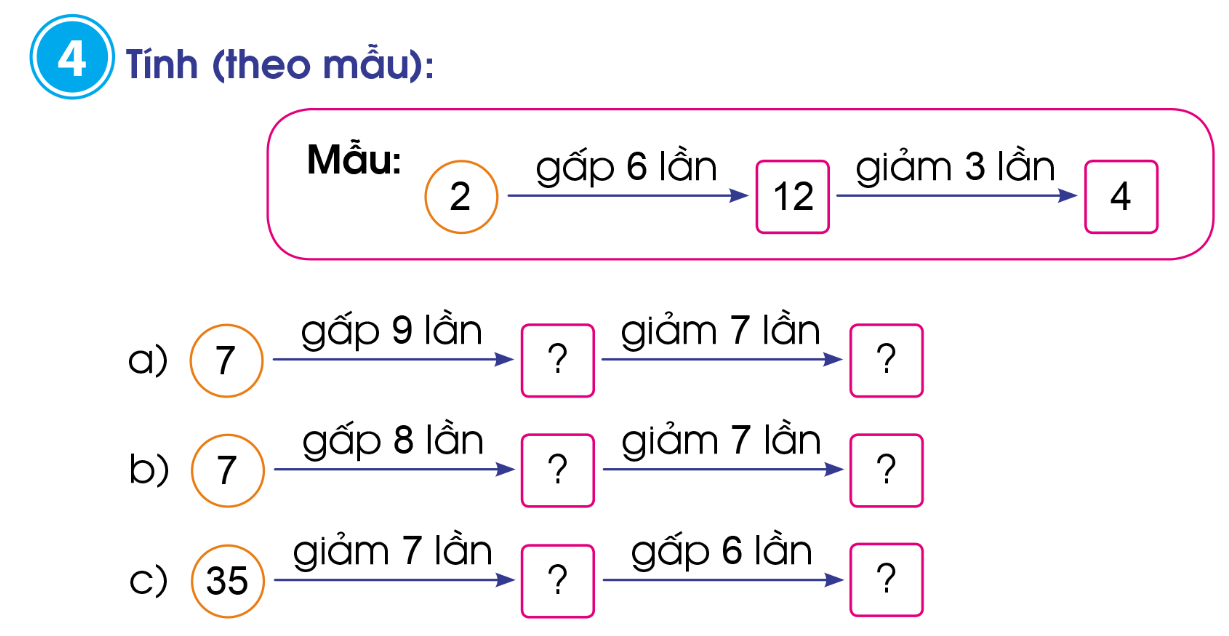 4 Tính (theo mẫu):
Mẫu: 2 gấp 6 lần 12 giảm 3 lần 4
a) 7 gấp 9 lần ? giảm 7 lần ?
b) 7 gấp 8 lần ? giảm 7 lần ?
c) 35 giảm 7 lần ? gấp 6 lần ?